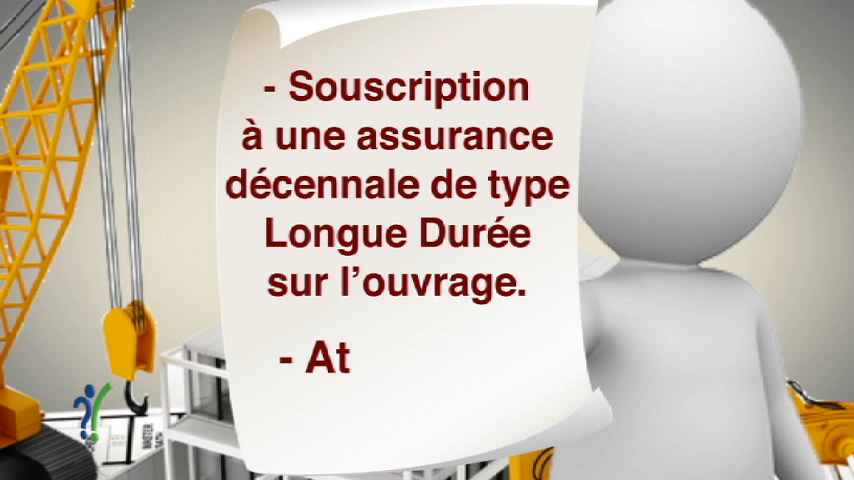 - Souscription
à une assurance
décennale de type
Longue Durée
sur l’ouvrage.
- At